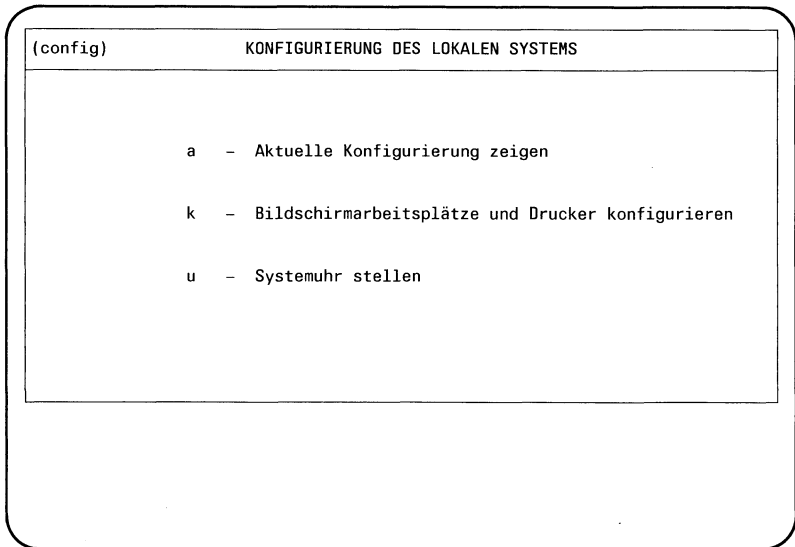 (config) KONFIGURIERUNG DES LOKALEN SYSTEMS
a – Aktuelle Konfigurierung zeigen
k – Bildschirmarbeitsplätze und Drucker konfigurieren
u – Systemuhr stellen